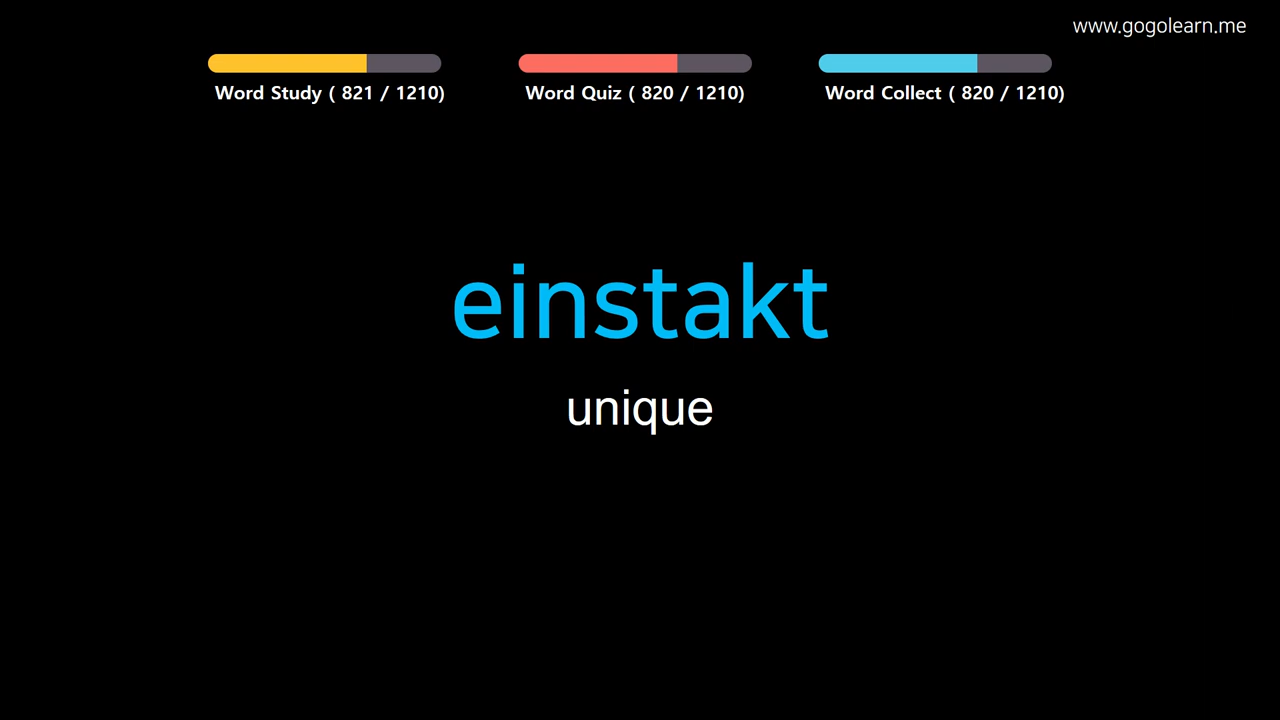 www.gogolearn.me
Word Study ( 821 / 1210)
Word Quiz ( 820 / 1210)
Word Collect ( 820 / 1210)
einstakt
unique